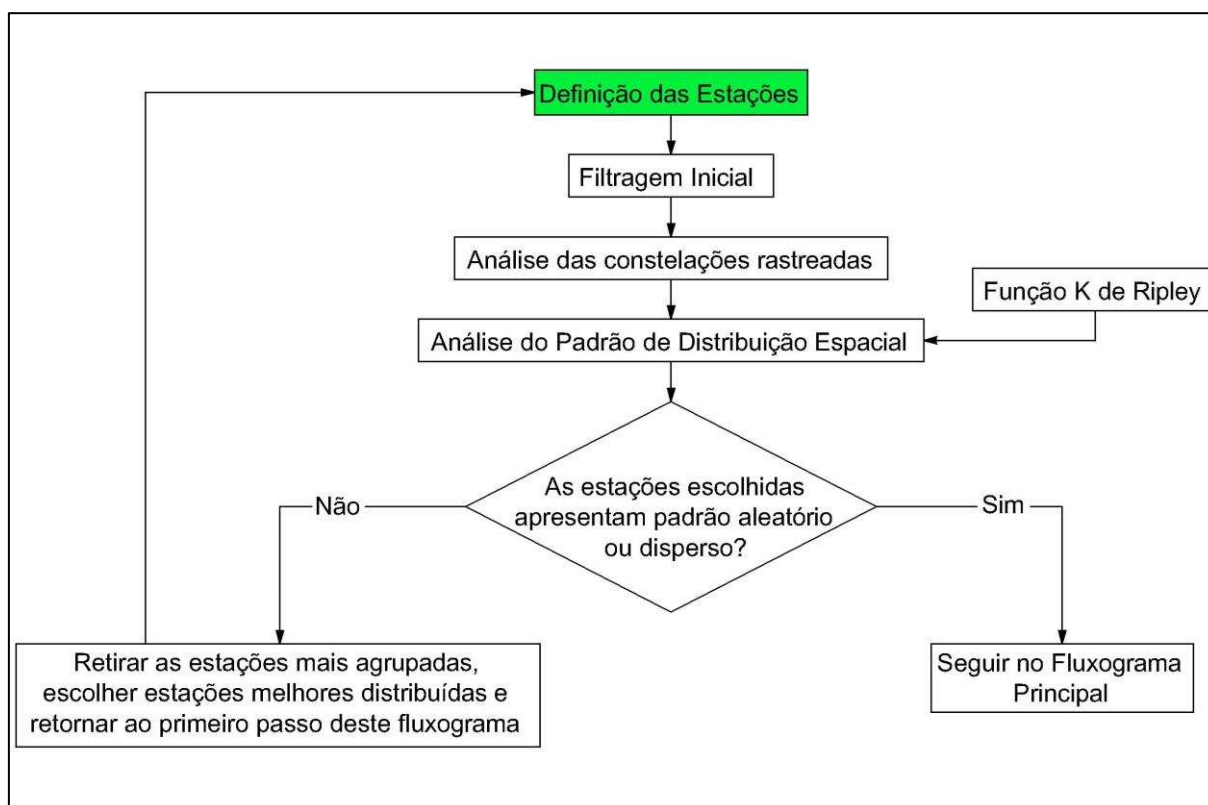 Definição das Estações
Filtragem Inicial
Análise das constelações rastreadas
Função K de Ripley
Análise do Padrão de Distribuição Espacial
As estações escolhidas
apresentam padrão aleatório
ou disperso?
Não
Sim
Retirar as estações mais agrupadas,
escolher estações melhores distribuídas e
retornar ao primeiro passo deste fluxograma
Seguir no Fluxograma
Principal